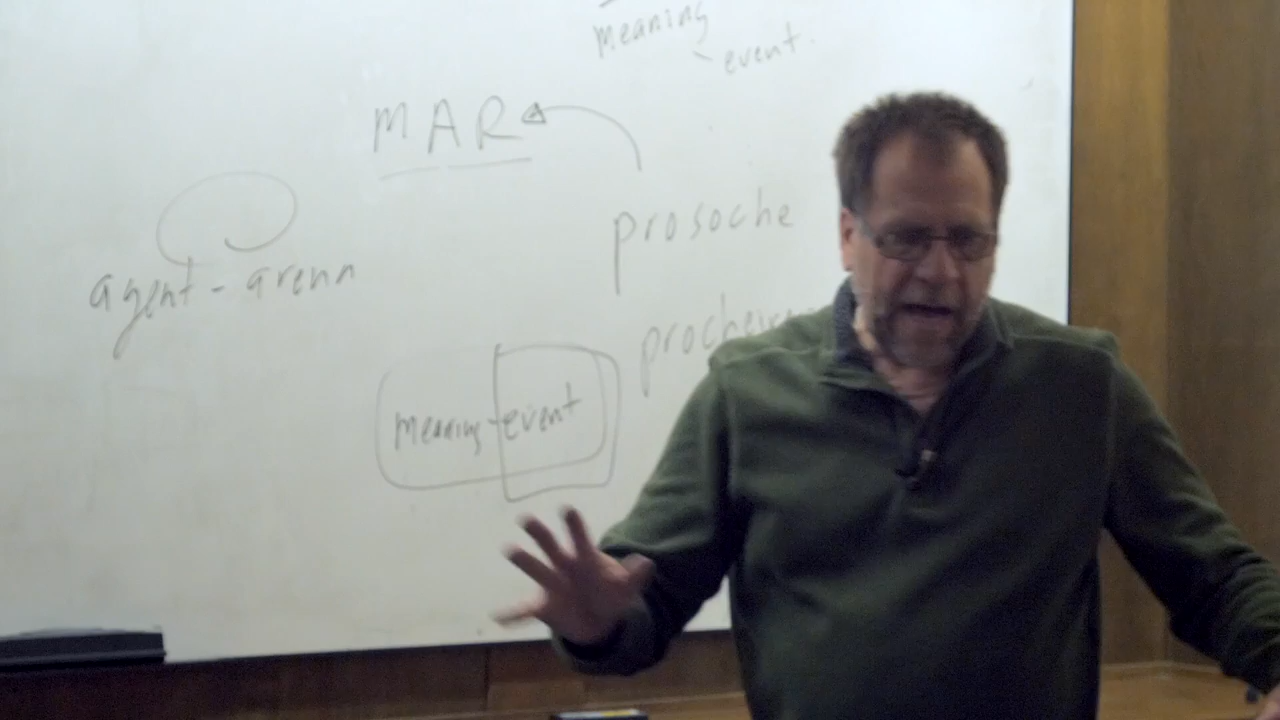 meaning
event.
MAR
prosoche
agent-arena
meaning-event